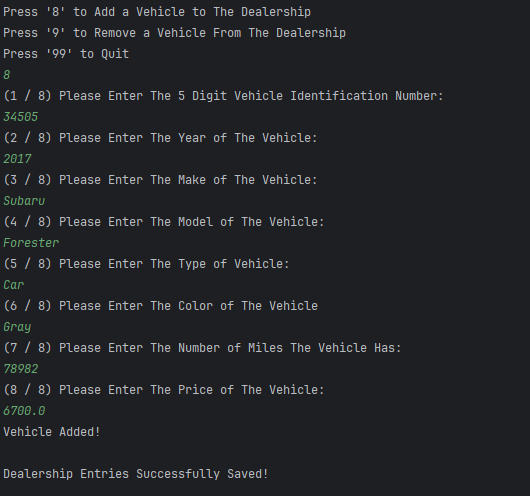 Press '8' to Add a Vehicle to The Dealership
Press '9' to Remove a Vehicle From The Dealership
Press '99' to Quit
8
(1 / 8) Please Enter The 5 Digit Vehicle Identification Number:
34505
(2 / 8) Please Enter The Year of The Vehicle:
2017
(3 / 8) Please Enter The Make of The Vehicle:
Subaru
(4 / 8) Please Enter The Model of The Vehicle:
Forester
(5 / 8) Please Enter The Type of Vehicle:
Car
(6 / 8) Please Enter The Color of The Vehicle
Gray
(7 / 8) Please Enter The Number of Miles The Vehicle Has:
78982
(8 / 8) Please Enter The Price of The Vehicle:
6700.0
Vehicle Added!
Dealership Entries Successfully Saved!